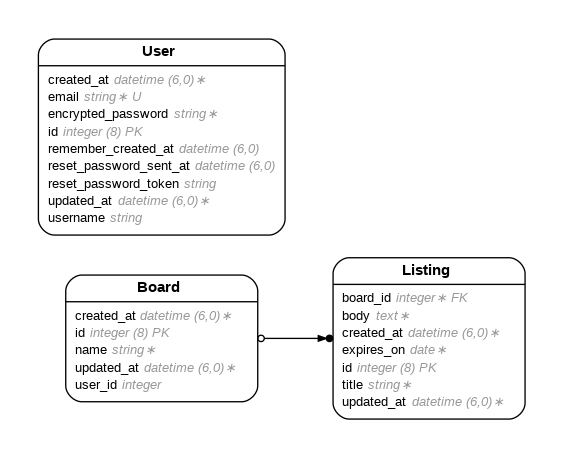 User
created_at datetime (6,0)∗
email string∗ U
encrypted_password string∗
id integer (8) PK
remember_created_at datetime (6,0)
reset_password_sent_at datetime (6,0)
reset_password_token string
updated_at datetime (6,0)∗
username string
Board
created_at datetime (6,0)∗
id integer (8) PK
name string∗
updated_at datetime (6,0)∗
user_id integer
Listing
board_id integer∗ FK
body text∗
created_at datetime (6,0)∗
expires_on date∗
id integer (8) PK
title string∗
updated_at datetime (6,0)∗